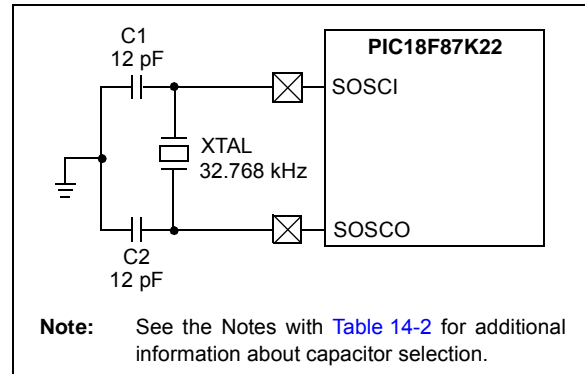 C1
12 pF
PIC18F87K22
SOSCI
XTAL
32.768 kHz
SOSCO
C2
12 pF
Note: See the Notes with Table 14-2 for additional
information about capacitor selection.